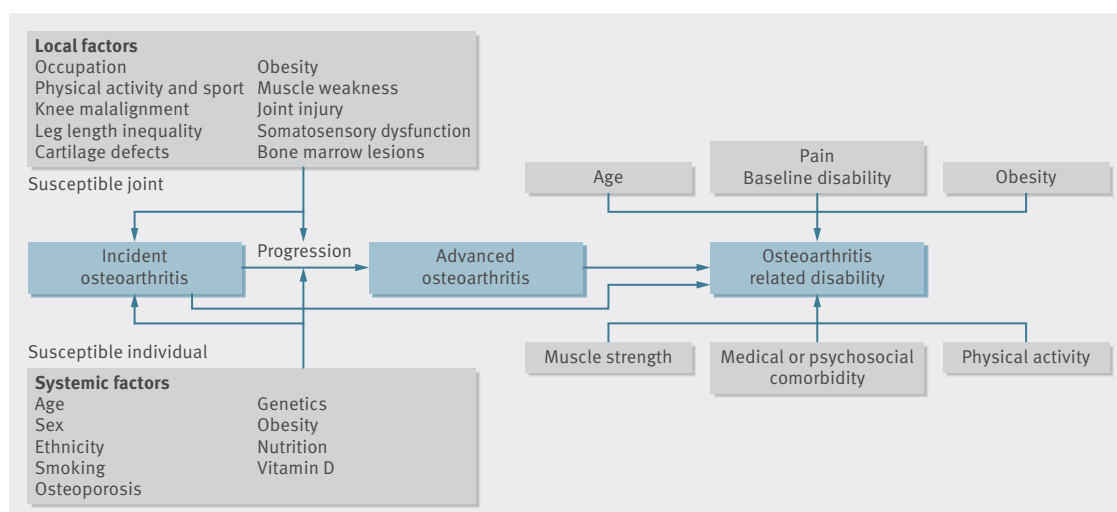 Local factors
Occupation
Physical activity and sport
Knee malalignment
Leg length inequality
Cartilage defects
Obesity
Muscle weakness
Joint injury
Somatosensory dysfunction
Bone marrow lesions
Susceptible joint
Incident
osteoarthritis
Progression
Advanced
osteoarthritis
Susceptible individual
Systemic factors
Age
Sex
Ethnicity
Smoking
Osteoporosis
Genetics
Obesity
Nutrition
Vitamin D
Age
Pain
Baseline disability
Obesity
Osteoarthritis
related disability
Muscle strength
Medical or psychosocial
comorbidity
Physical activity